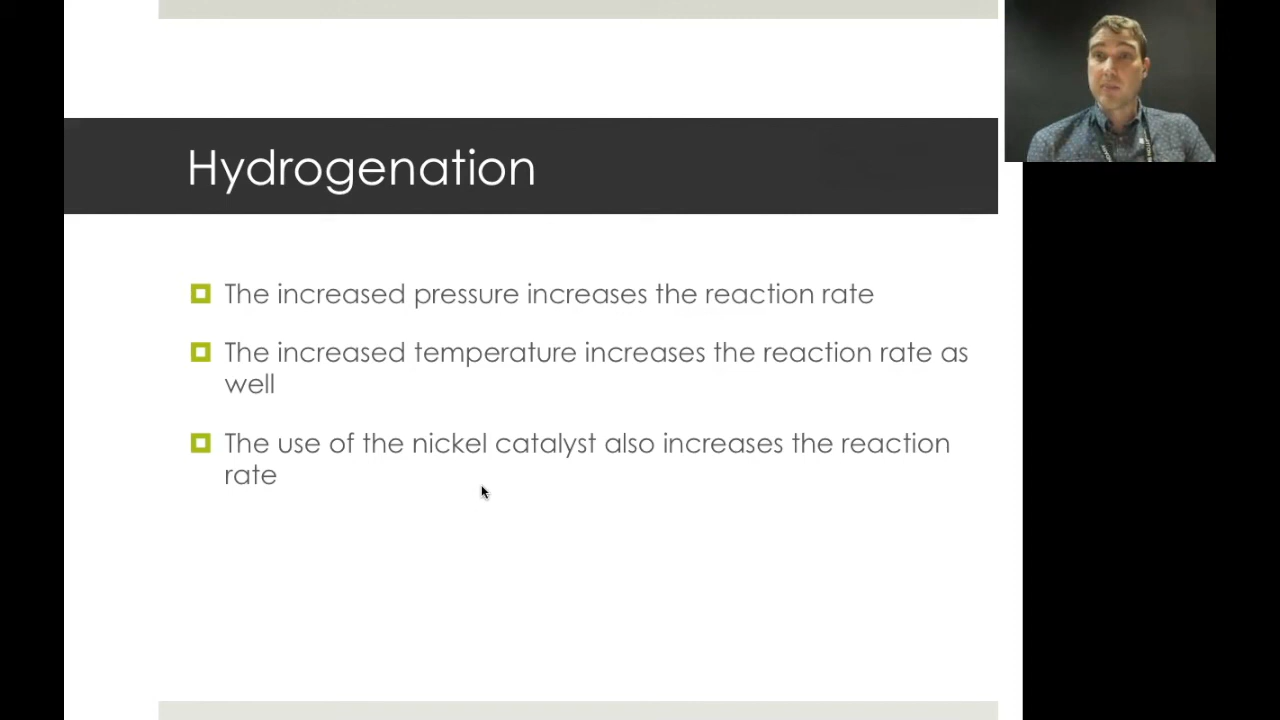 Hydrogenation
The increased pressure increases the reaction rate
The increased temperature increases the reaction rate as
well
The use of the nickel catalyst also increases the reaction
rate